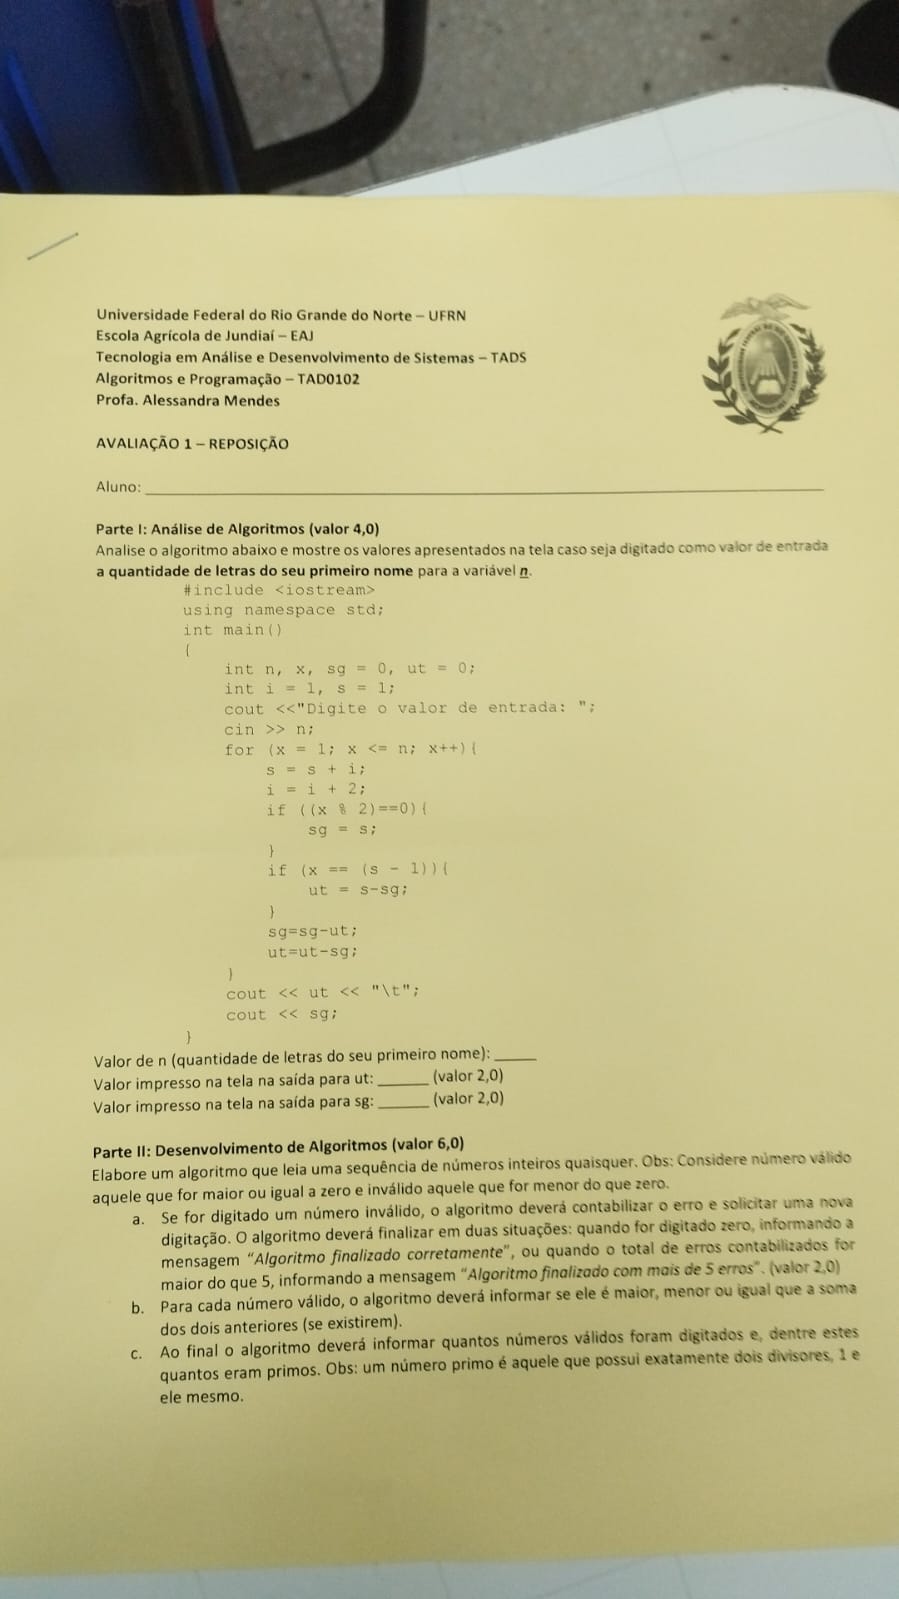 Universidade Federal do Rio Grande do Norte – UFRN
Escola Agrícola de Jundiaí – EAJ
Tecnologia em Análise e Desenvolvimento de Sistemas – TADS
Algoritmos e Programação – TAD0102
Profa. Alessandra Mendes
AVALIAÇÃO 1 – REPOSIÇÃO
Aluno:
Parte I: Análise de Algoritmos (valor 4,0)
Analise o algoritmo abaixo e mostre os valores apresentados na tela caso seja digitado como valor de entrada
a quantidade de letras do seu primeiro nome para a variável n.
#include <iostream>
using namespace std;
int main()
{
int n, x, sg = 0, ut = 0;
int i = 1, s = 1;
cout <<"Digite o valor de entrada: ";
cin >> n;
for (x = 1; x <= n; x++){
s = s + i;
i = i + 2;
if ((x % 2)==0){
sg = s;
}
if (x == (s - 1)){
ut = s-sg;
}
sg=sg-ut;
ut=ut-sg;
}
cout << ut << "\t";
cout << sg;
}
Valor de n (quantidade de letras do seu primeiro nome): _____
Valor impresso na tela na saída para ut: ______ (valor 2,0)
Valor impresso na tela na saída para sg: ______ (valor 2,0)
Parte II: Desenvolvimento de Algoritmos (valor 6,0)
Elabore um algoritmo que leia uma sequência de números inteiros quaisquer. Obs: Considere número válido
aquele que for maior ou igual a zero e inválido aquele que for menor do que zero.
a. Se for digitado um número inválido, o algoritmo deverá contabilizar o erro e solicitar uma nova
digitação. O algoritmo deverá finalizar em duas situações: quando for digitado zero, informando a
mensagem “Algoritmo finalizado corretamente”, ou quando o total de erros contabilizados for
maior do que 5, informando a mensagem “Algoritmo finalizado com mais de 5 erros”. (valor 2,0)
b. Para cada número válido, o algoritmo deverá informar se ele é maior, menor ou igual que a soma
dos dois anteriores (se existirem).
c. Ao final o algoritmo deverá informar quantos números válidos foram digitados e, dentre estes
quantos eram primos. Obs: um número primo é aquele que possui exatamente dois divisores, 1 e
ele mesmo.